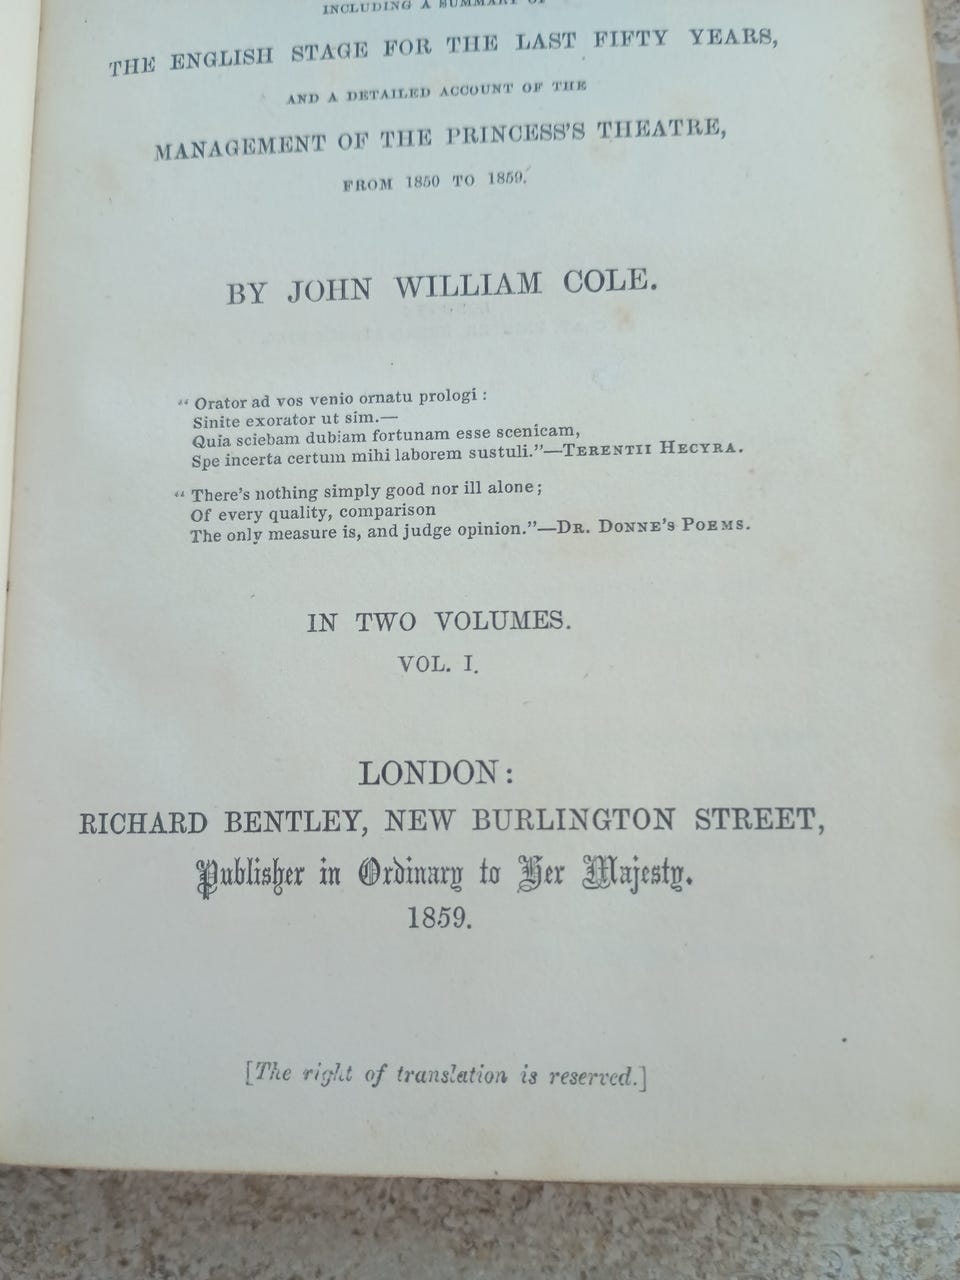 INCLUDING A SUMMARY OF
THE ENGLISH STAGE FOR THE LAST FIFTY YEARS,
AND A DETAILED ACCOUNT OF THE
MANAGEMENT OF THE PRINCESS'S THEATRE,
FROM 1850 TO 1859.
BY JOHN WILLIAM COLE.
"Orator ad vos venio ornatu prologi :
Sinite exorator ut sim.—
Quia sciebam dubiam fortunam esse scenicam,
Spe incerta certum mihi laborem sustuli."—TERENTII HECYRA.
"There's nothing simply good nor ill alone ;
Of every quality, comparison
The only measure is, and judge opinion."—DR. DONNE'S POEMS.
IN TWO VOLUMES.
VOL. I.
LONDON :
RICHARD BENTLEY, NEW BURLINGTON STREET,
Publisher in Ordinary to Her Majesty.
1859.
[The right of translation is reserved.]